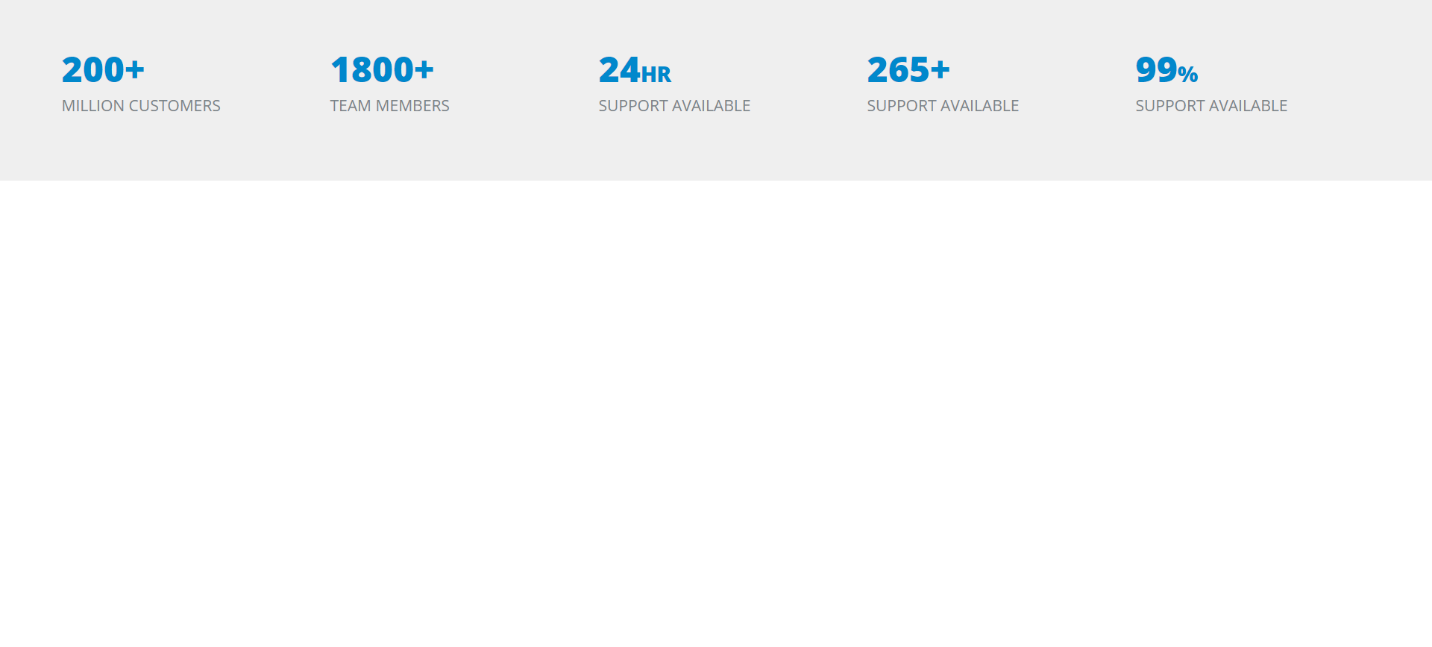 200+
MILLION CUSTOMERS
1800+
TEAM MEMBERS
24HR
SUPPORT AVAILABLE
265+
SUPPORT AVAILABLE
99%
SUPPORT AVAILABLE